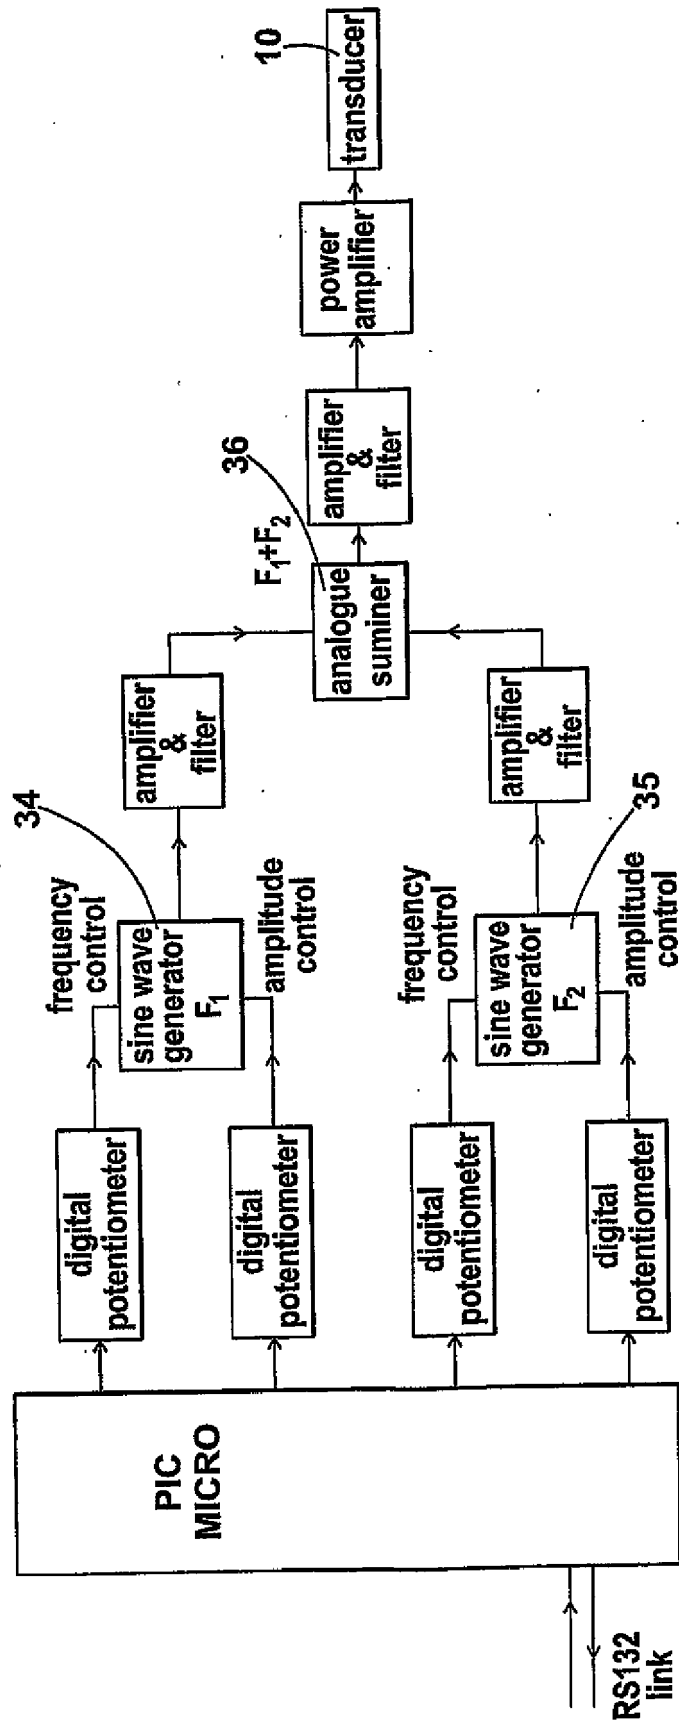 RS132
link
PIC
MICRO
digital
potentiometer
digital
potentiometer
digital
potentiometer
digital
potentiometer
frequency
control
34
sine wave
generator
F₁
amplitude
control
frequency
control
sine wave
generator
F₂
35
amplitude
control
amplifier
&
filter
amplifier
&
filter
F₁+F₂
36
analogue
suminer
amplifier
&
filter
power
amplifier
10
transducer